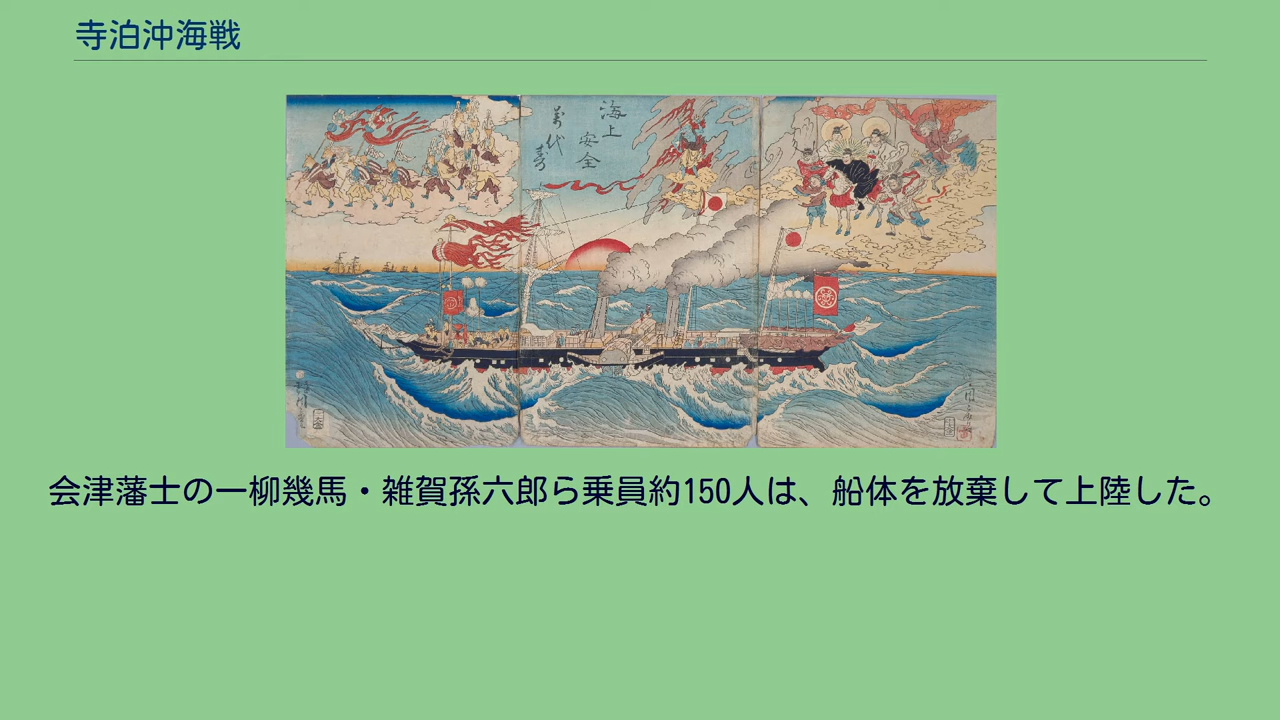 寺泊沖海戦
海上
安全
萬代
寿
会津藩士の一柳幾馬・雑賀孫六郎ら乗員約150人は、船体を放棄して上陸した。